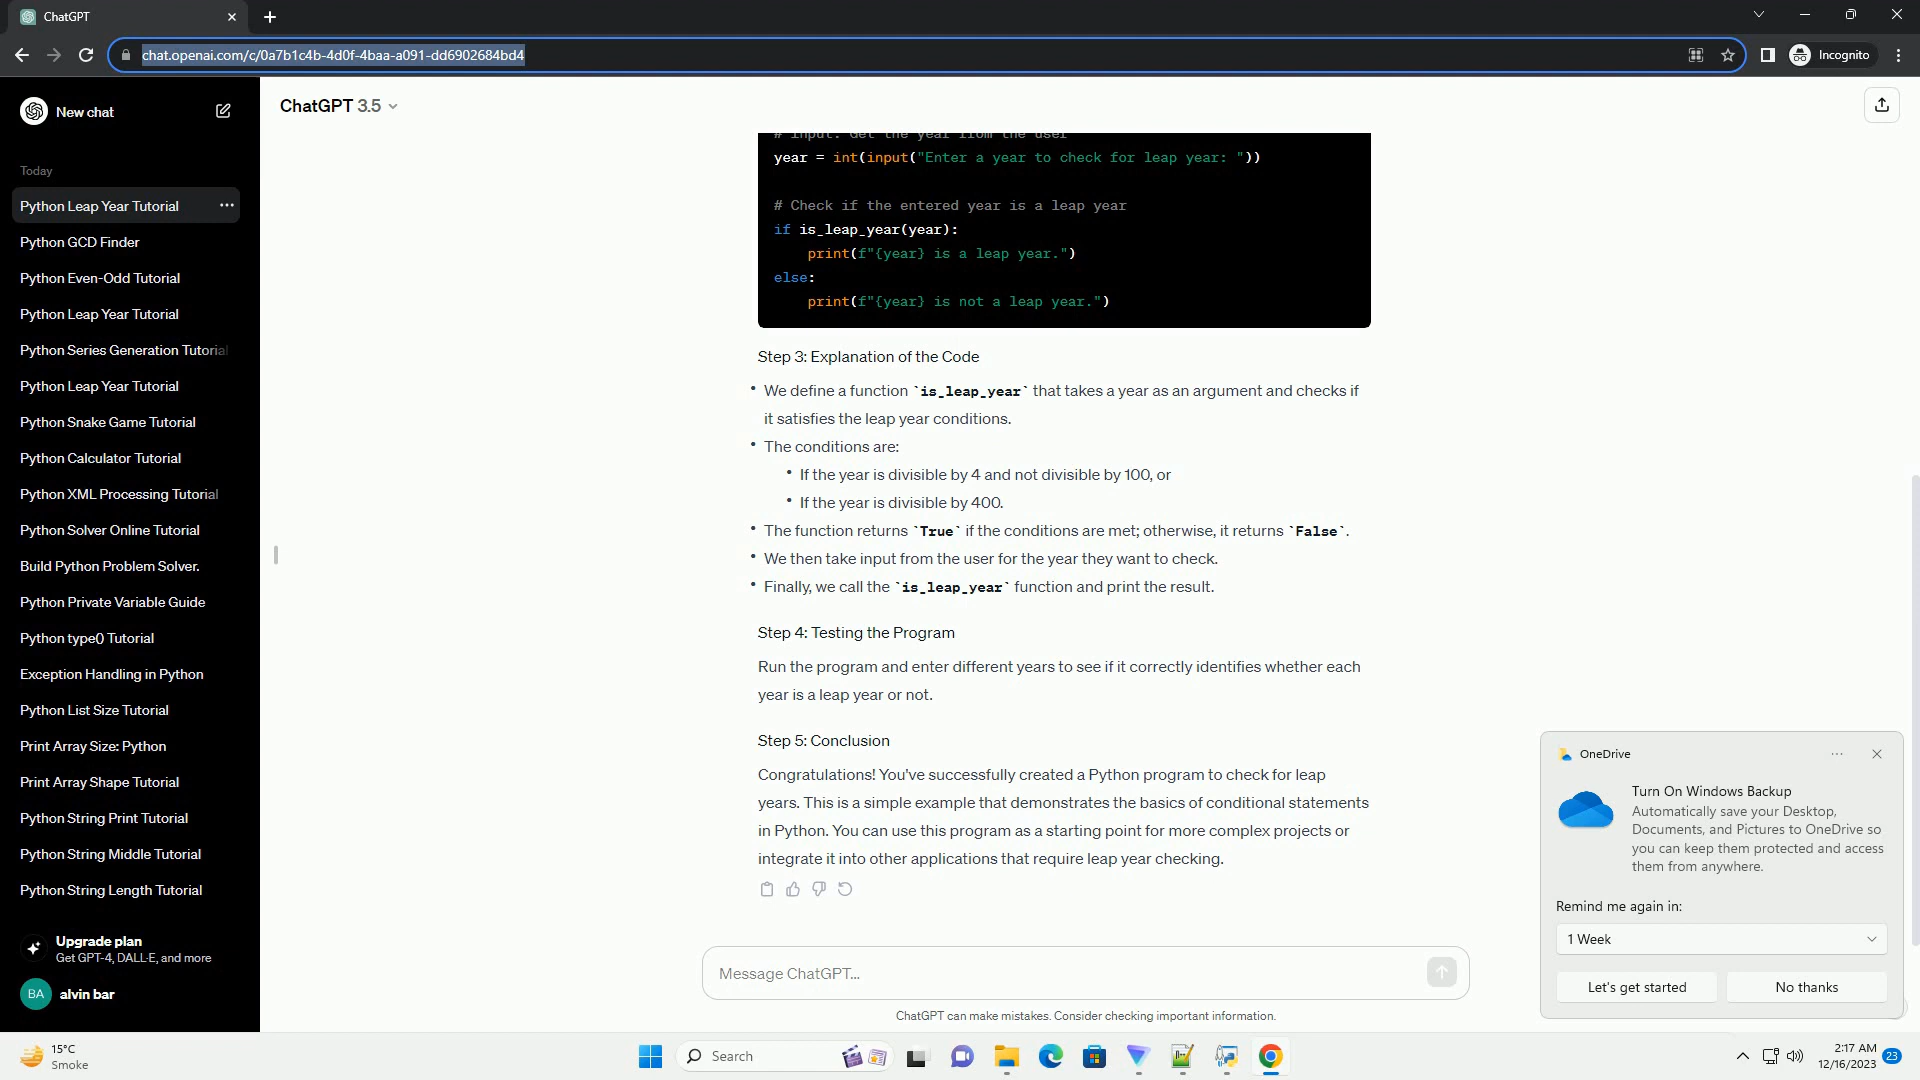 ChatGPT
chat.openai.com/c/0a7b1c4b-4d0f-4baa-a091-dd6902684bd4
Incognito
New chat
Today
Python Leap Year Tutorial
Python GCD Finder
Python Even-Odd Tutorial
Python Leap Year Tutorial
Python Series Generation Tutorial
Python Leap Year Tutorial
Python Snake Game Tutorial
Python Calculator Tutorial
Python XML Processing Tutorial
Python Solver Online Tutorial
Build Python Problem Solver.
Python Private Variable Guide
Python type() Tutorial
Exception Handling in Python
Python List Size Tutorial
Print Array Size: Python
Print Array Shape Tutorial
Python String Print Tutorial
Python String Middle Tutorial
Python String Length Tutorial
Upgrade plan
Get GPT-4, DALL·E, and more
BA
alvin bar
ChatGPT 3.5
# Input: Get the year from the user
year = int(input("Enter a year to check for leap year: "))
# Check if the entered year is a leap year
if is_leap_year(year):
print(f"{year} is a leap year.")
else:
print(f"{year} is not a leap year.")
Step 3: Explanation of the Code
• We define a function `is_leap_year` that takes a year as an argument and checks if
it satisfies the leap year conditions.
• The conditions are:
• If the year is divisible by 4 and not divisible by 100, or
• If the year is divisible by 400.
• The function returns `True` if the conditions are met; otherwise, it returns `False`.
• We then take input from the user for the year they want to check.
• Finally, we call the `is_leap_year` function and print the result.
Step 4: Testing the Program
Run the program and enter different years to see if it correctly identifies whether each
year is a leap year or not.
Step 5: Conclusion
Congratulations! You've successfully created a Python program to check for leap
years. This is a simple example that demonstrates the basics of conditional statements
in Python. You can use this program as a starting point for more complex projects or
integrate it into other applications that require leap year checking.
Message ChatGPT...
ChatGPT can make mistakes. Consider checking important information.
OneDrive
Turn On Windows Backup
Automatically save your Desktop,
Documents, and Pictures to OneDrive so
you can keep them protected and access
them from anywhere.
Remind me again in:
1 Week
Let's get started
No thanks
15°C
Smoke
Search
2:17 AM
12/16/2023
23